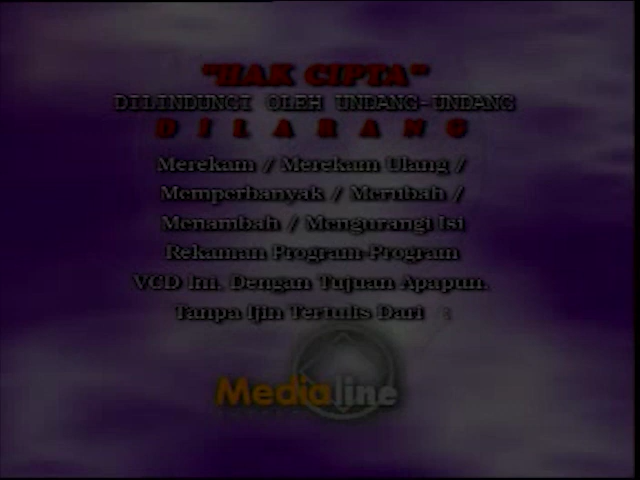 "HAK CIPTA"
DILINDUNGI OLEH UNDANG-UNDANG
D I L A R A N G
Merekam / Merekam Ulang /
Memperbanyak / Merubah /
Menambah / Mengurangi Isi
Rekaman Program-Program
VCD Ini. Dengan Tujuan Apapun.
Tanpa Ijin Tertulis Dari :
Medialine